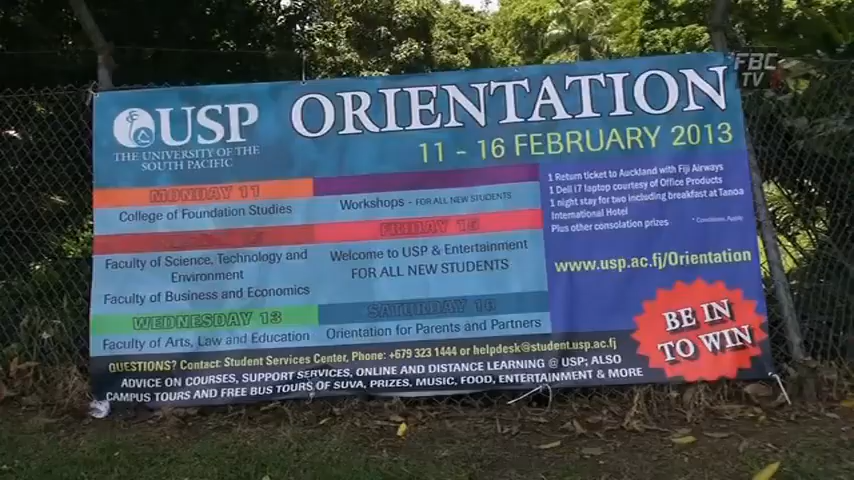 FBC
TV
USP
THE UNIVERSITY OF THE
SOUTH PACIFIC
ORIENTATION
11 - 16 FEBRUARY 2013
MONDAY 11
College of Foundation Studies
Faculty of Science, Technology and
Environment
Faculty of Business and Economics
WEDNESDAY 13
Faculty of Arts, Law and Education
Workshops - FOR ALL NEW STUDENTS
FRIDAY 15
Welcome to USP & Entertainment
FOR ALL NEW STUDENTS
SATURDAY 16
Orientation for Parents and Partners
1 Return ticket to Auckland with Fiji Airways
1 Dell i7 laptop courtesy of Office Products
1 night stay for two including breakfast at Tanoa
International Hotel
Plus other consolation prizes
* Conditions Apply
www.usp.ac.fj/Orientation
BE IN
TO WIN
QUESTIONS? Contact: Student Services Center, Phone: +679 323 1444 or helpdesk@student.usp.ac.fj
ADVICE ON COURSES, SUPPORT SERVICES, ONLINE AND DISTANCE LEARNING @ USP; ALSO
CAMPUS TOURS AND FREE BUS TOURS OF SUVA, PRIZES, MUSIC, FOOD, ENTERTAINMENT & MORE